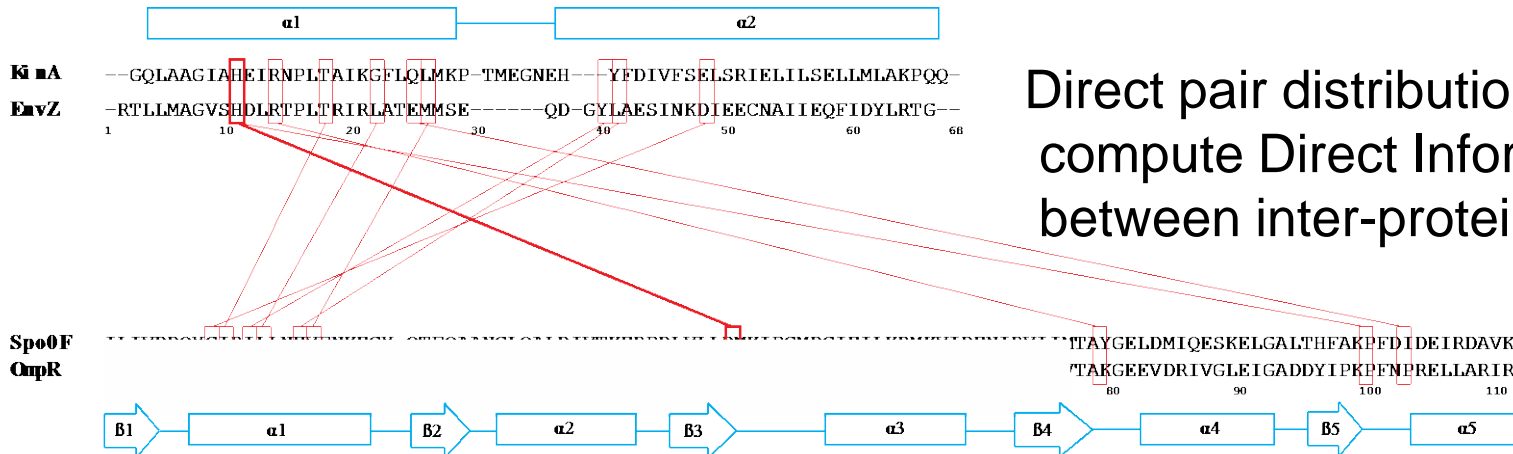 α1 α2
KinA --GQLAAGIAHEIRNPLTAIKGFLQLMKP-TMEGNEH---YFDIVFSELSRIELILSELLMLAKPQQ-
EnvZ -RTLLMAGVSHDLRTPLTRIRLATEMMSE------QD-GYLAESINKDIEECNAIIEQFIDYLRTG--
1 10 20 30 40 50 60 68
Direct pair distributio
compute Direct Infor
between inter-protei
Spo0F TAYGELDMIQESKELGALTHFAKPFDIDEIRDAVK
OmpR TAKGEEVDRIVGLEIGADDYIPKPFNPRELLARIR
80 90 100 110
β1 α1 β2 α2 β3 α3 β4 α4 β5 α5